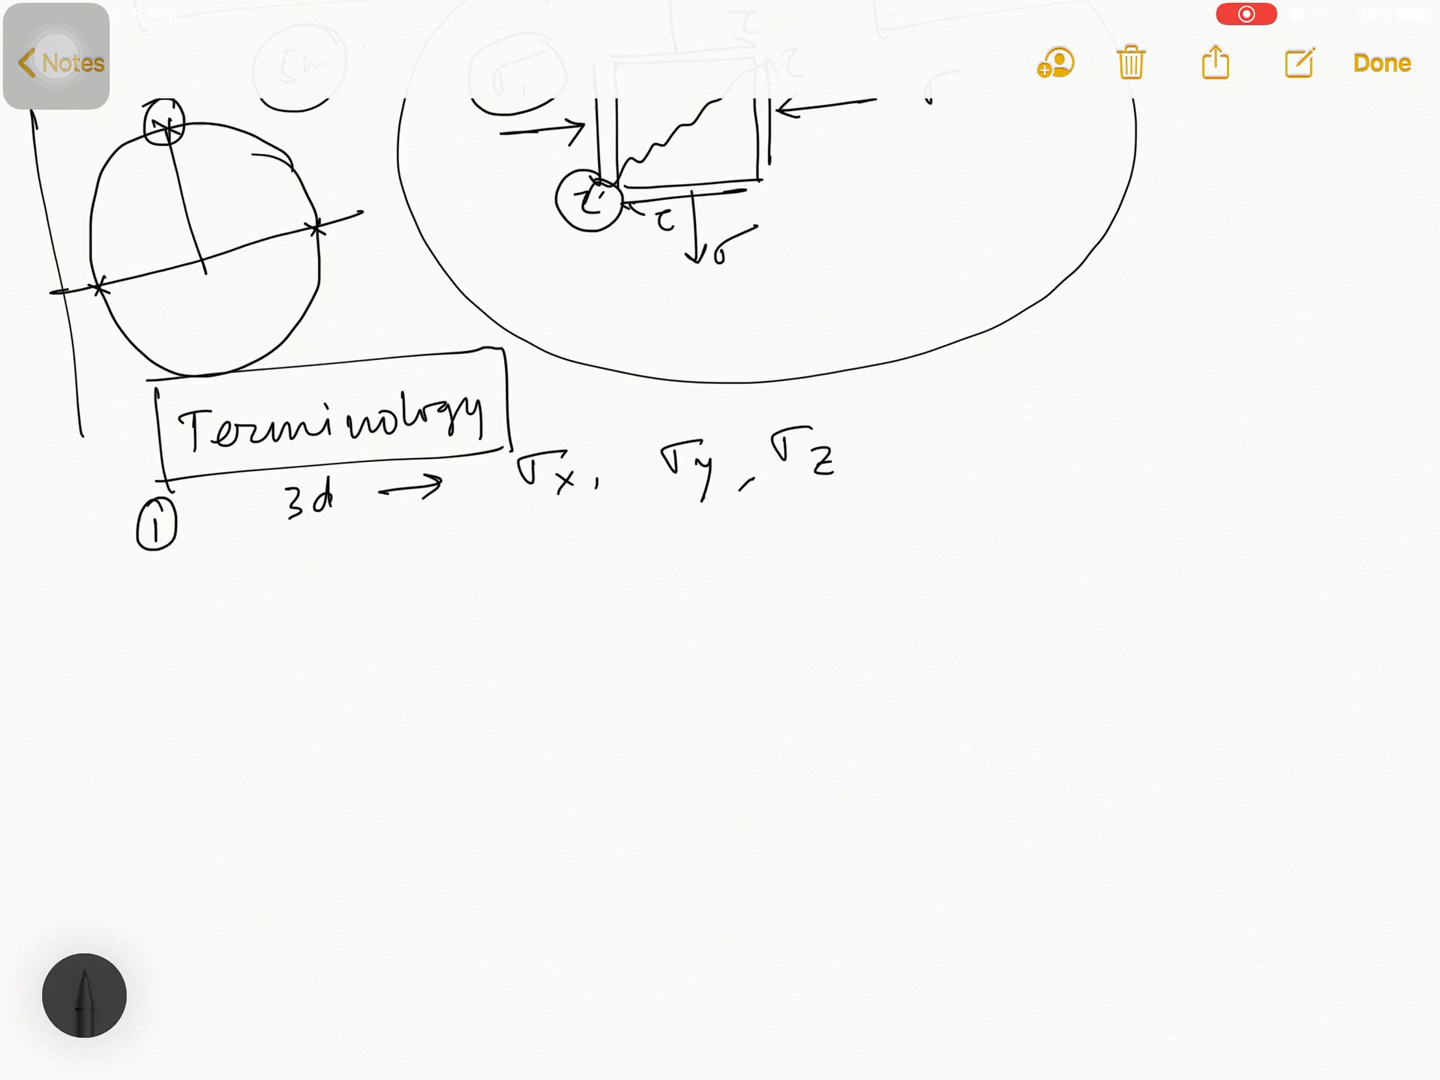 Notes
Done
τ
σ
Terminology
① 3d → σx, σy, σz